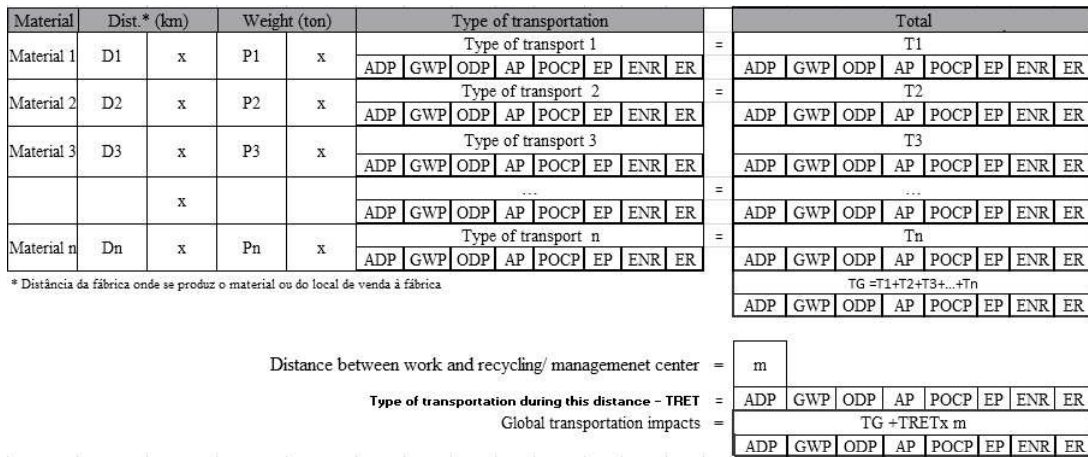 Material Dist.* (km) Weight (ton) Type of transportation Total
Material 1 D1 x P1 x Type of transport 1 = T1
ADP GWP ODP AP POCP EP ENR ER ADP GWP ODP AP POCP EP ENR ER
Material 2 D2 x P2 x Type of transport 2 = T2
ADP GWP ODP AP POCP EP ENR ER ADP GWP ODP AP POCP EP ENR ER
Material 3 D3 x P3 x Type of transport 3 T3
ADP GWP ODP AP POCP EP ENR ER ADP GWP ODP AP POCP EP ENR ER
x ... = ...
ADP GWP ODP AP POCP EP ENR ER ADP GWP ODP AP POCP EP ENR ER
Material n Dn x Pn x Type of transport n = Tn
ADP GWP ODP AP POCP EP ENR ER ADP GWP ODP AP POCP EP ENR ER
* Distância da fábrica onde se produz o material ou do local de venda à fábrica TG =T1+T2+T3+...+Tn
ADP GWP ODP AP POCP EP ENR ER
Distance between work and recycling/ managemenet center = m
Type of transportation during this distance – TRET = ADP GWP ODP AP POCP EP ENR ER
Global transportation impacts = TG +TRETx m
ADP GWP ODP AP POCP EP ENR ER